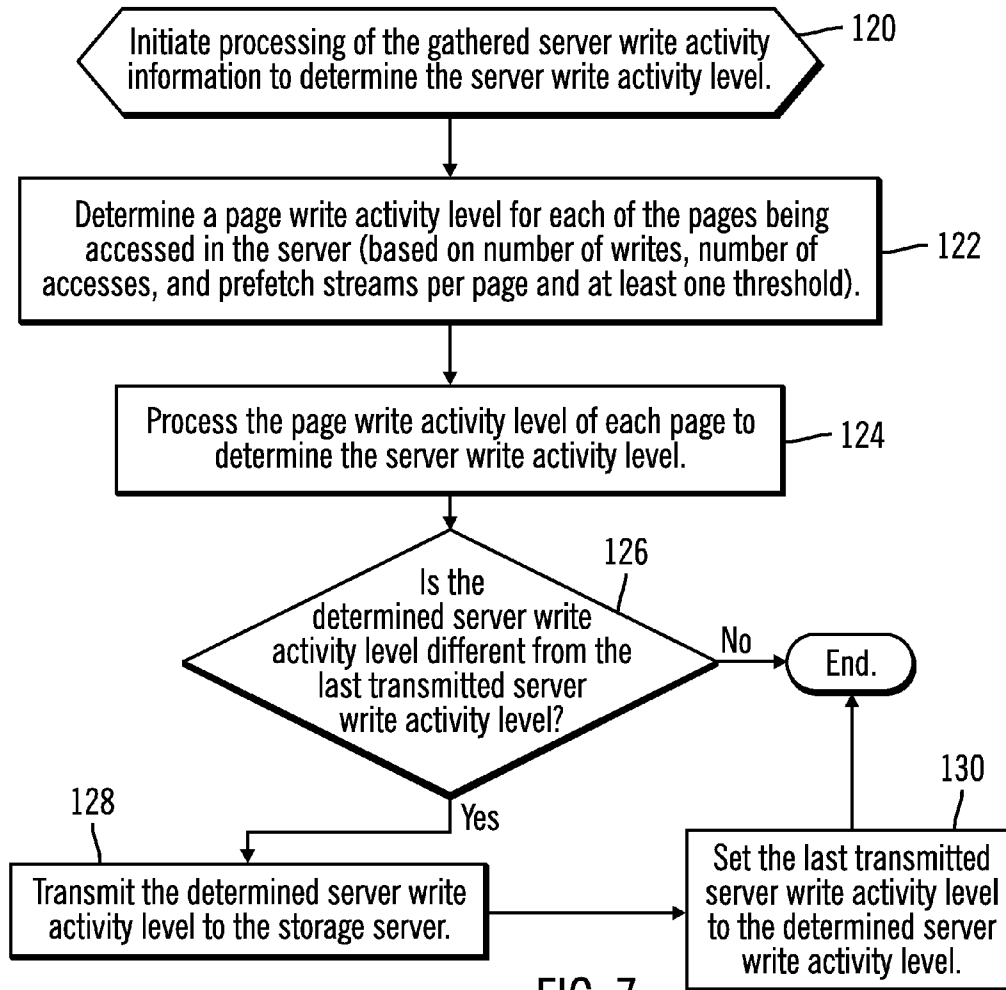 Initiate processing of the gathered server write activity
information to determine the server write activity level.
120
Determine a page write activity level for each of the pages being
accessed in the server (based on number of writes, number of
accesses, and prefetch streams per page and at least one threshold).
122
Process the page write activity level of each page to
determine the server write activity level.
124
126
Is the
determined server write
activity level different from the
last transmitted server
write activity level?
No
End.
Yes
128
Transmit the determined server write
activity level to the storage server.
130
Set the last transmitted
server write activity level
to the determined server
write activity level.
FIG. 7